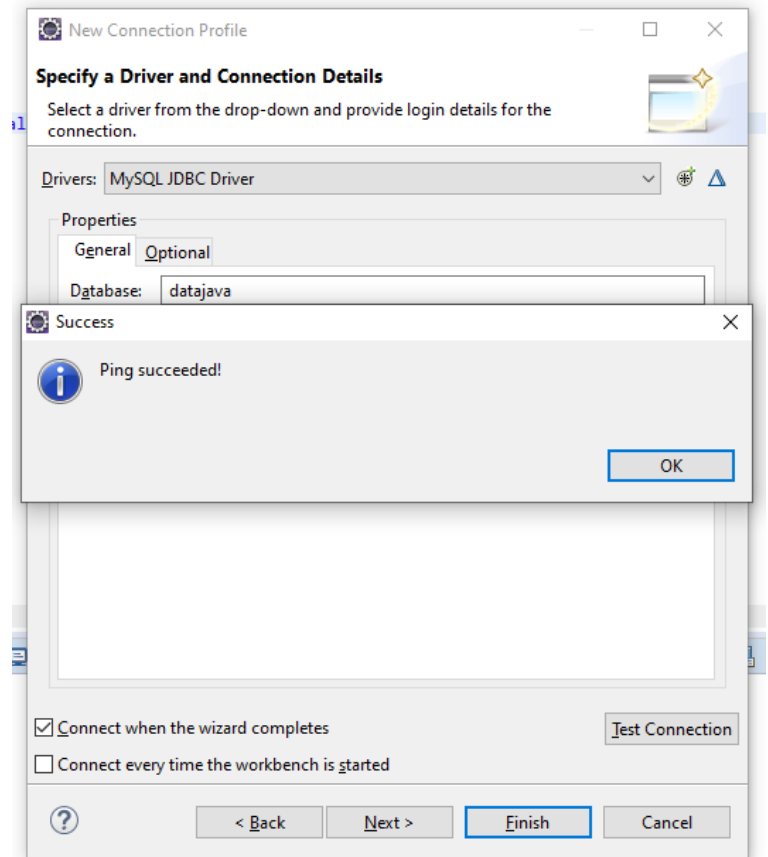 New Connection Profile
Specify a Driver and Connection Details
Select a driver from the drop-down and provide login details for the
connection.
al
Drivers: MySQL JDBC Driver
Properties
General Optional
Database: datajava
Success
Ping succeeded!
OK
Connect when the wizard completes
Test Connection
Connect every time the workbench is started
< Back Next > Finish Cancel